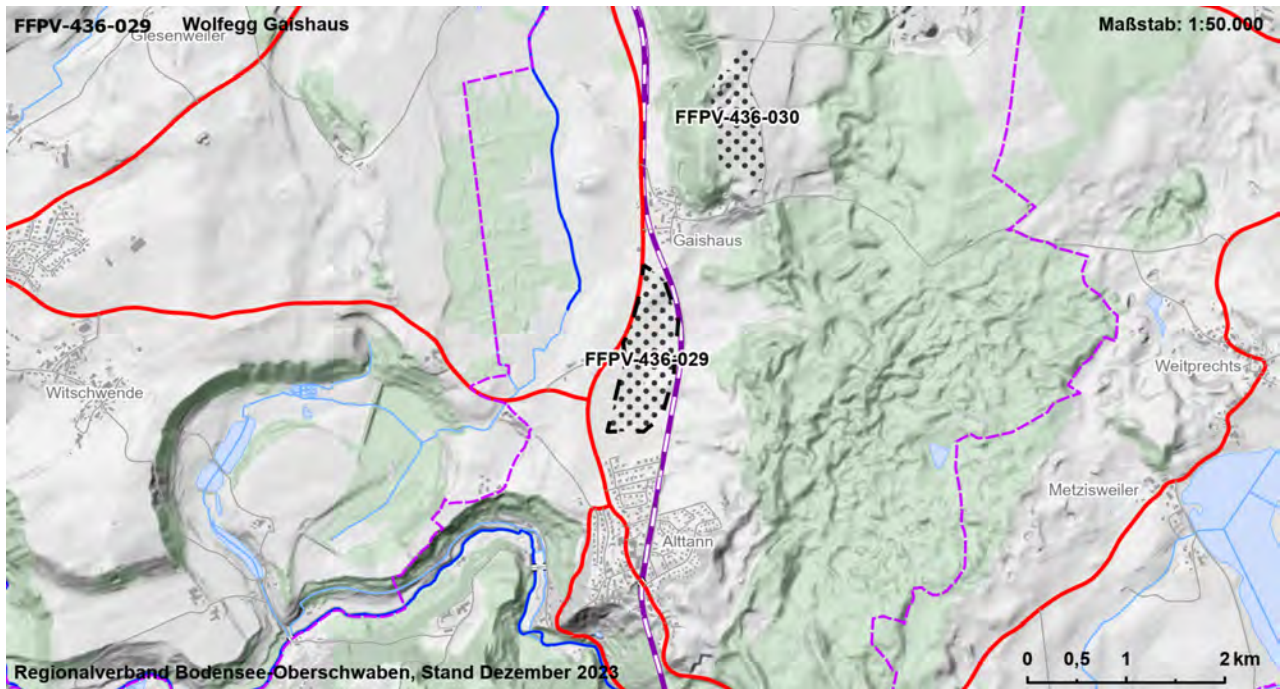 FFPV-436-029 Wolfegg Gaishaus
Maßstab: 1:50.000
Giesenweiler
FFPV-436-030
Gaishaus
FFPV-436-029
Weitprechts
Witschwende
Metzisweiler
Alttann
Regionalverband Bodensee-Oberschwaben, Stand Dezember 2023
0 0,5 1 2 km